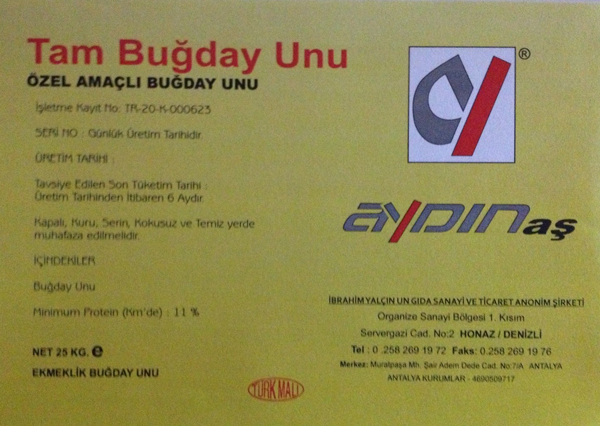 Tam Buğday Unu
ÖZEL AMAÇLI BUĞDAY UNU
İşletme Kayıt No: TR-20-K-000623
SERİ NO : Günlük Üretim Tarihidir.
ÜRETİM TARİHİ :
Tavsiye Edilen Son Tüketim Tarihi :
Üretim Tarihinden İtibaren 6 Aydır.
Kapalı, Kuru, Serin, Kokusuz ve Temiz yerde
muhafaza edilmelidir.
İÇİNDEKİLER
Buğday Unu
Minimum Protein (Km'de) : 11 %
NET 25 KG. e
EKMEKLİK BUĞDAY UNU
TÜRK MALI
®
AYDINaş
İBRAHİM YALÇIN UN GIDA SANAYİ VE TİCARET ANONİM ŞİRKETİ
Organize Sanayi Bölgesi 1. Kısım
Servergazi Cad. No:2 HONAZ / DENİZLİ
Tel : 0 .258 269 19 72 Faks: 0.258 269 19 76
Merkez: Muratpaşa Mh. Şair Adem Dede Cad. No:7/A ANTALYA
ANTALYA KURUMLAR - 4690509717